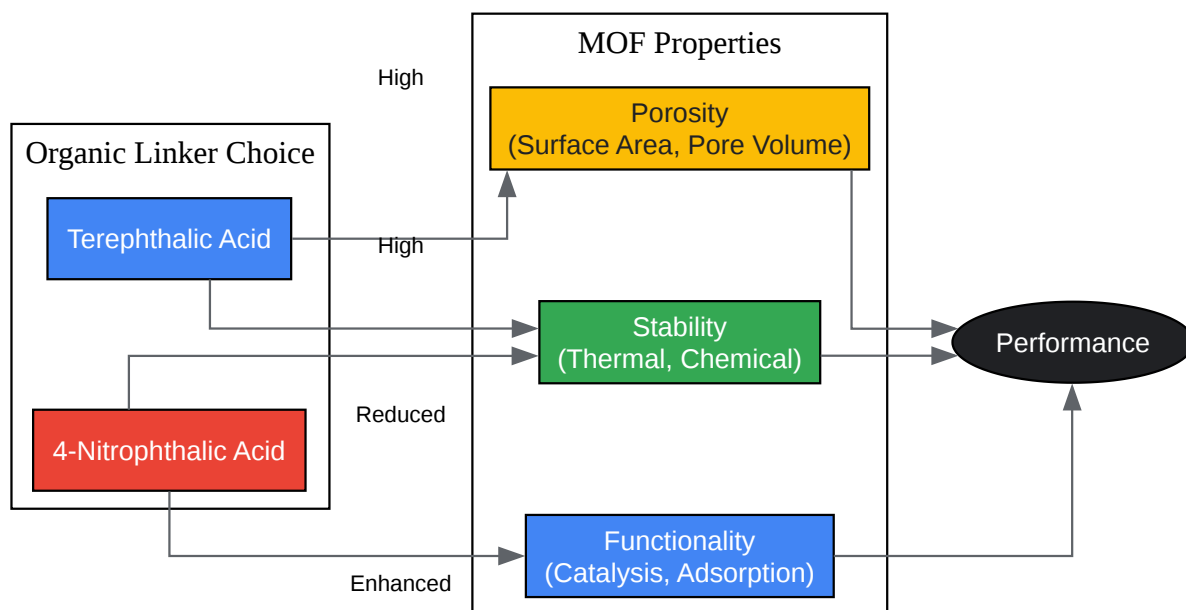 MOF Properties
High
Porosity
(Surface Area, Pore Volume)
Organic Linker Choice
Terephthalic Acid
High
Stability
(Thermal, Chemical)
Performance
Reduced
4-Nitrophthalic Acid
Functionality
(Catalysis, Adsorption)
Enhanced